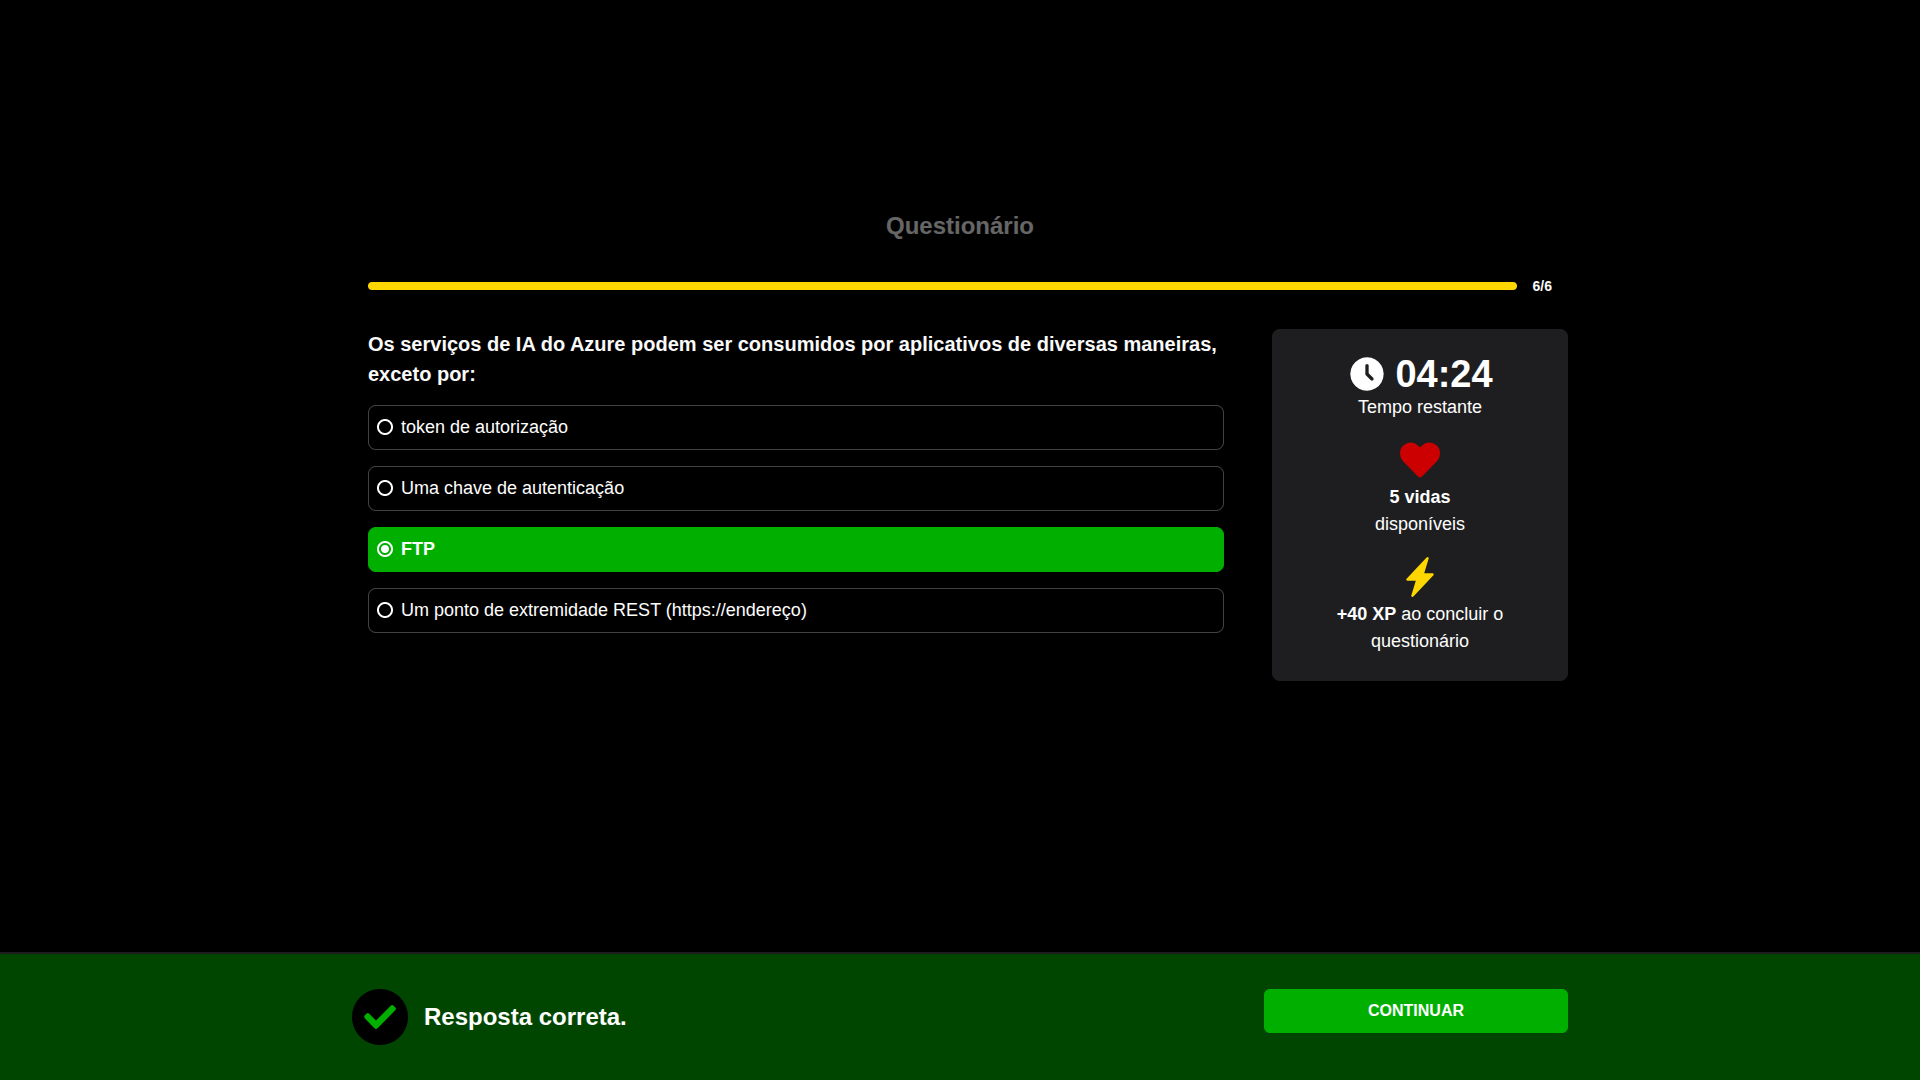 Questionário
6/6
Os serviços de IA do Azure podem ser consumidos por aplicativos de diversas maneiras,
exceto por:
token de autorização
Uma chave de autenticação
FTP
Um ponto de extremidade REST (https://endereço)
04:24
Tempo restante
5 vidas
disponíveis
+40 XP ao concluir o
questionário
Resposta correta.
CONTINUAR